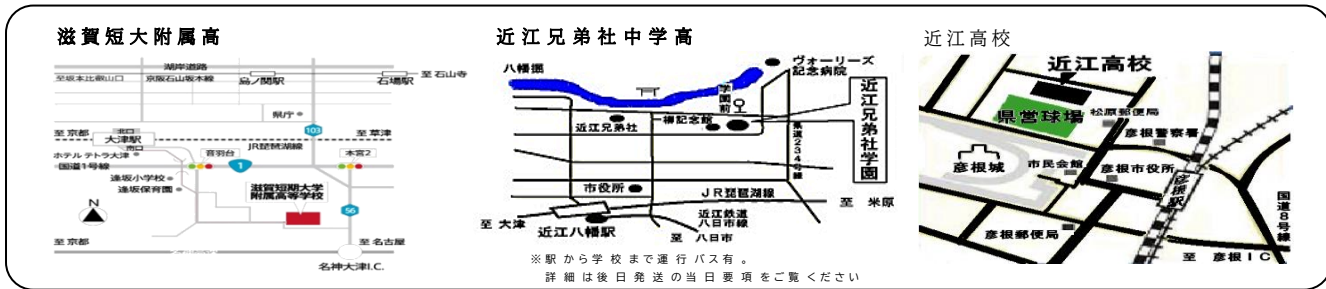 滋賀短大附属高
湖岸道路
至坂本比叡山口
京阪石山坂本線
島ノ関駅
石場駅
至 石山寺
県庁
103
至 京都
北口
大津駅
南口
至 草津
JR琵琶湖線
ホテル テトラ大津
音羽台
本宮2
国道1号線
1
逢坂小学校
逢坂保育園
滋賀短期大学
附属高等学校
N
56
至 京都
至 名古屋
名神大津I.C.
近江兄弟社中学高
八幡堀
ヴォーリーズ
記念病院
学園前
近江兄弟社
一柳記念館
近江兄弟社学園
県道234号線
市役所
JR琵琶湖線
至 大津
至 米原
近江鉄道
八日市線
近江八幡駅
至 八日市
※駅から学校まで運行バス有。
詳細は後日発送の当日要項をご覧ください
近江高校
近江高校
県営球場
松原郵便局
彦根警察署
彦根城
市民会館
彦根市役所
彦根駅
国道8号線
彦根郵便局
至 彦根IC